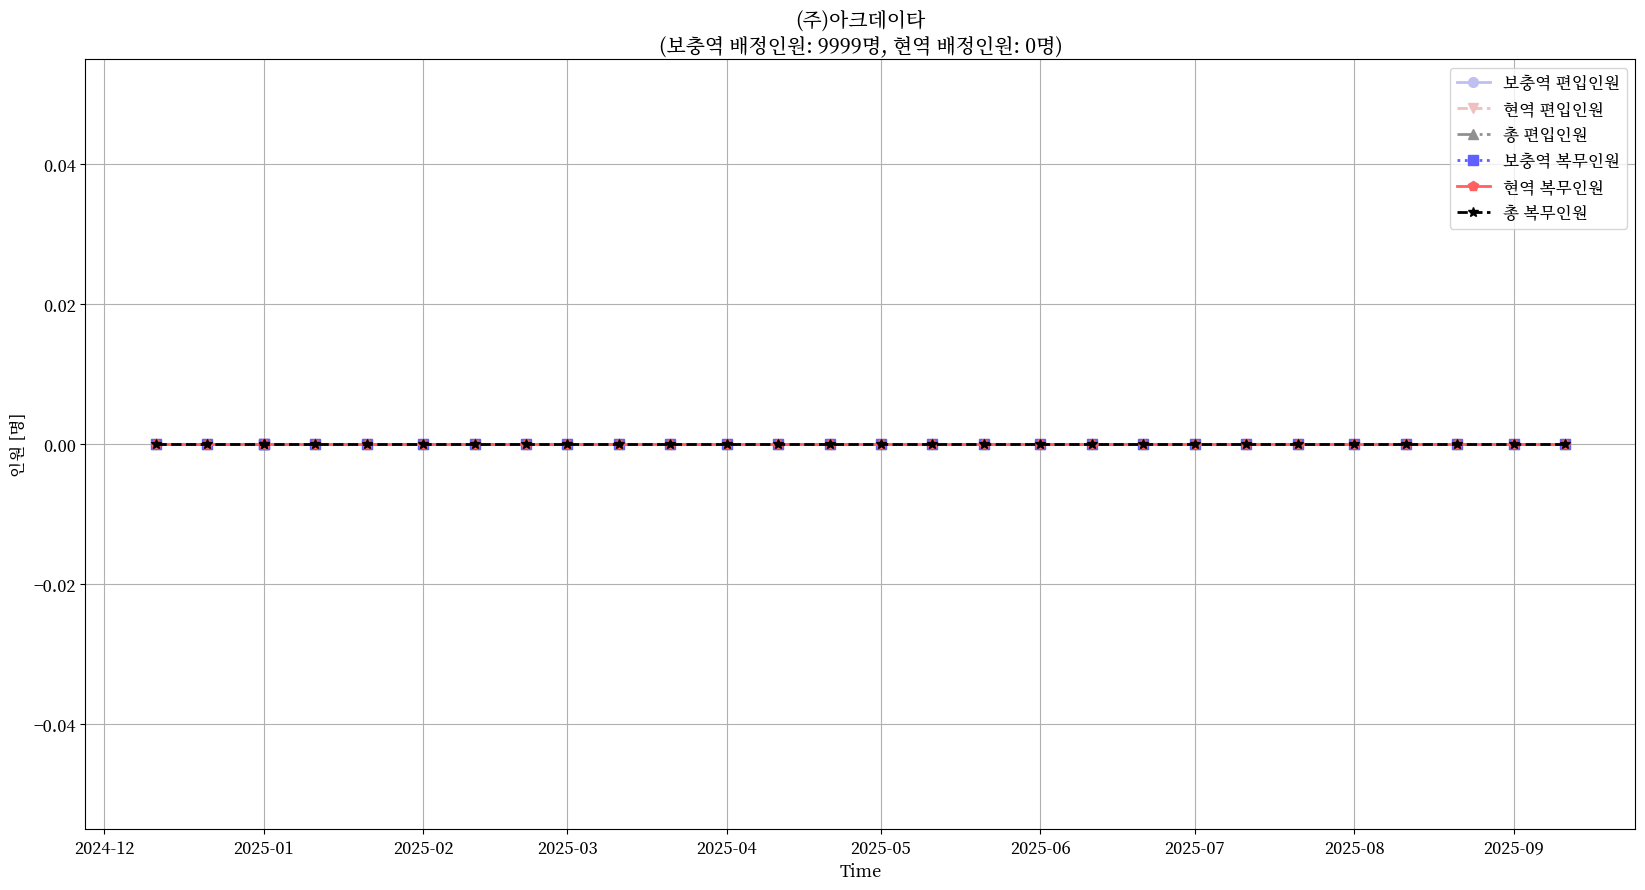 (주)아크데이타
(보충역 배정인원: 9999명, 현역 배정인원: 0명)
보충역 편입인원
현역 편입인원
총 편입인원
보충역 복무인원
현역 복무인원
총 복무인원
0.04
0.02
0.00
−0.02
−0.04
인원 [명]
2024-12 2025-01 2025-02 2025-03 2025-04 2025-05 2025-06 2025-07 2025-08 2025-09
Time